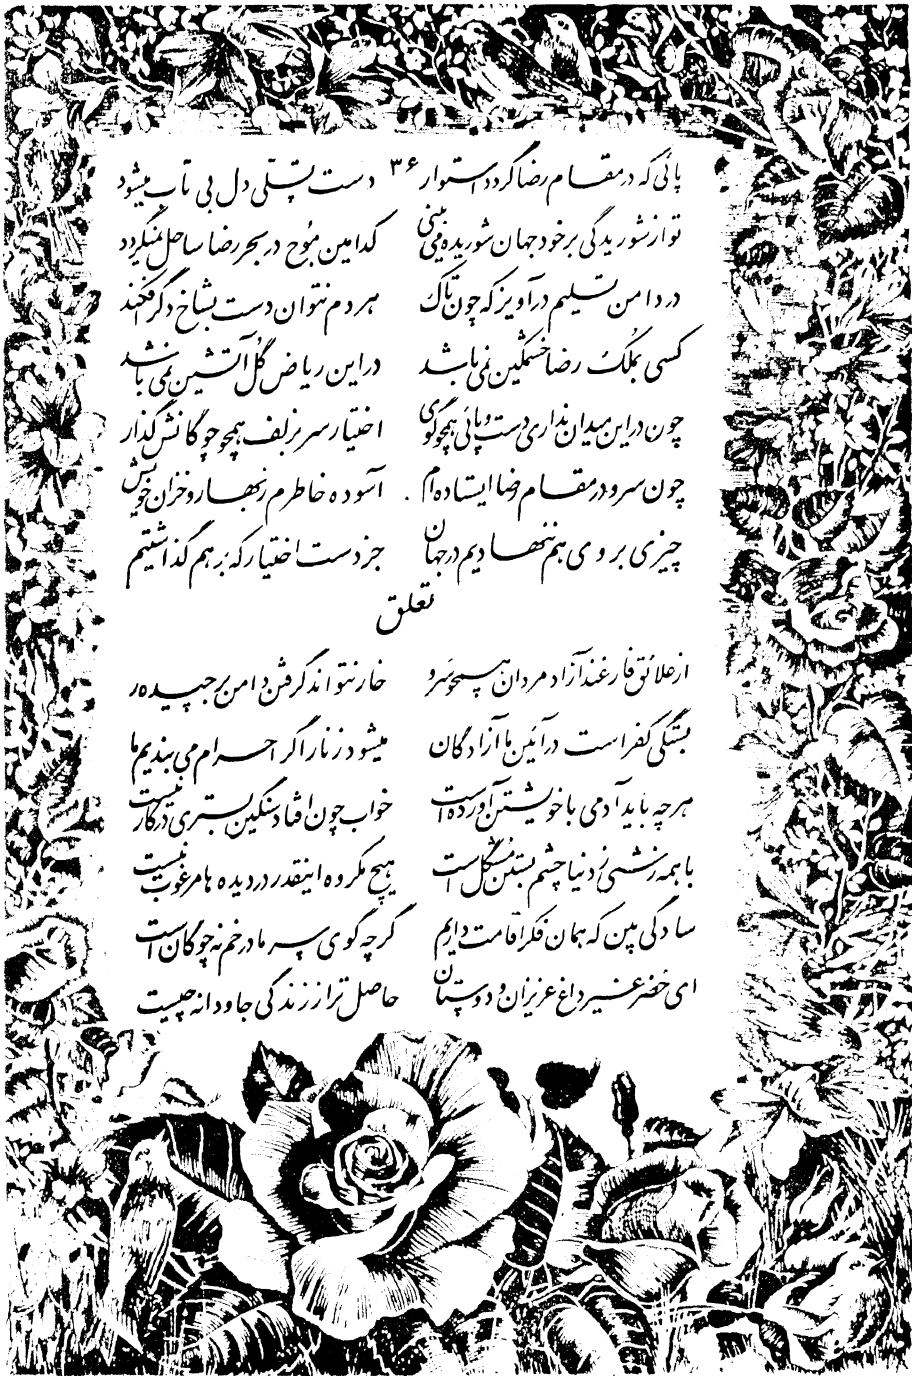 پائی که در مقام رضا گردد استوار ۳۶ دست تسلّی دل بی تاب میشود
تو از شوریدگی بر خود جهان شوریده می بینی کدامین موج در بحر رضا ساحل نمیگردد
در دامن تسلیم در آویز که چون تاک هر دم نتوان دست بشاخ دگر افکند
کسی بملک رضا خشمگین نمی باشد در این ریاض گل آتشین نمی باشد
چون در این میدان نداری دست و پائی همچو گوی اختیار سر بزلف همچو چوگانش گذار
چون سرو در مقام رضا ایستاده ام آسوده خاطرم ز بهار و خزان خویش
چیزی بروی هم ننهادیم در جهان جز دست اختیار که بر هم گذاشتیم
تعلق
از علائق فارغند آزاد مردان همچو سرو خار نتواند گرفتن دامن برچیده را
بستگی کفر است در آئین ما آزادگان میشود زنار اگر احرام می بندیم ما
هر چه باید آدمی با خویشتن آورده است خواب چون افتاد سنگین بستری در کار نیست
با همه زشتی ز دنیا چشم بستن مشکل است هیچ مکروه اینقدر در دیده ها مرغوب نیست
سادگی بین که همان فکر اقامت داریم گر چه گوی سر ما در خم نه چوگان است
ای خضر غیر داغ عزیزان و دوستان حاصل ترا ز زندگی جاودانه چیست